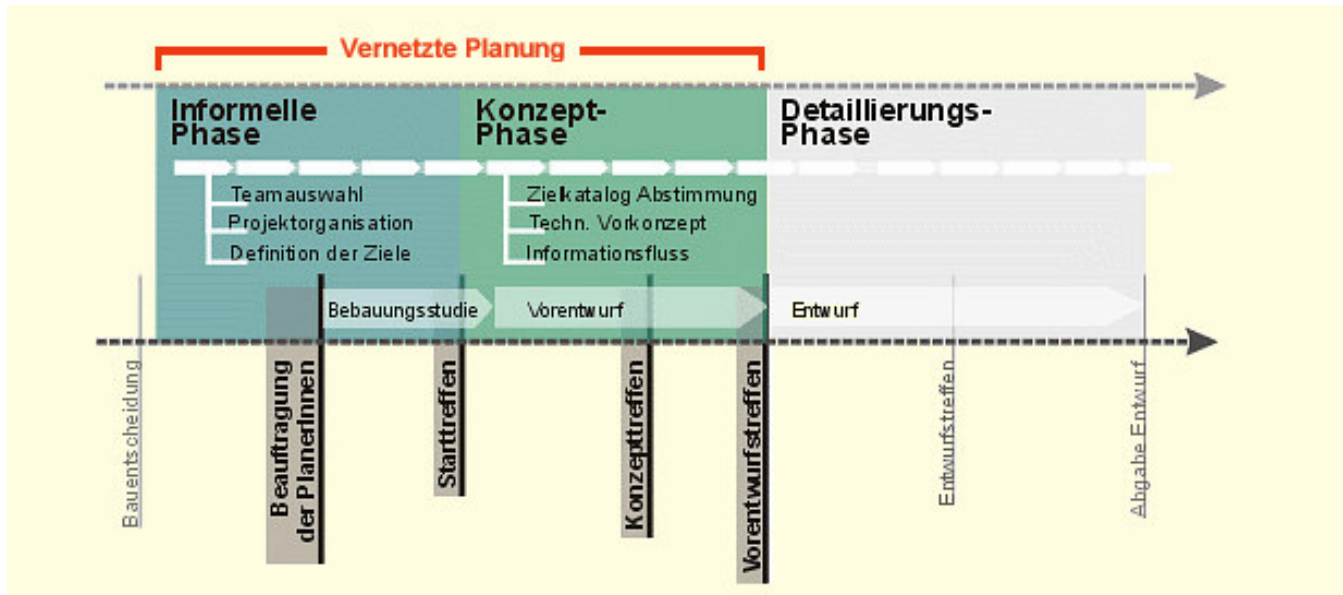 Vernetzte Planung
Informelle
Phase
Konzept-
Phase
Detaillierungs-
Phase
Teamauswahl
Projektorganisation
Definition der Ziele
Zielkatalog Abstimmung
Techn. Vorkonzept
Informationsfluss
Bebauungsstudie
Vorentwurf
Entwurf
Bauentscheidung
Beauftragung
der PlanerInnen
Starttreffen
Konzepttreffen
Vorentwurfstreffen
Entwurfstreffen
Abgabe Entwurf